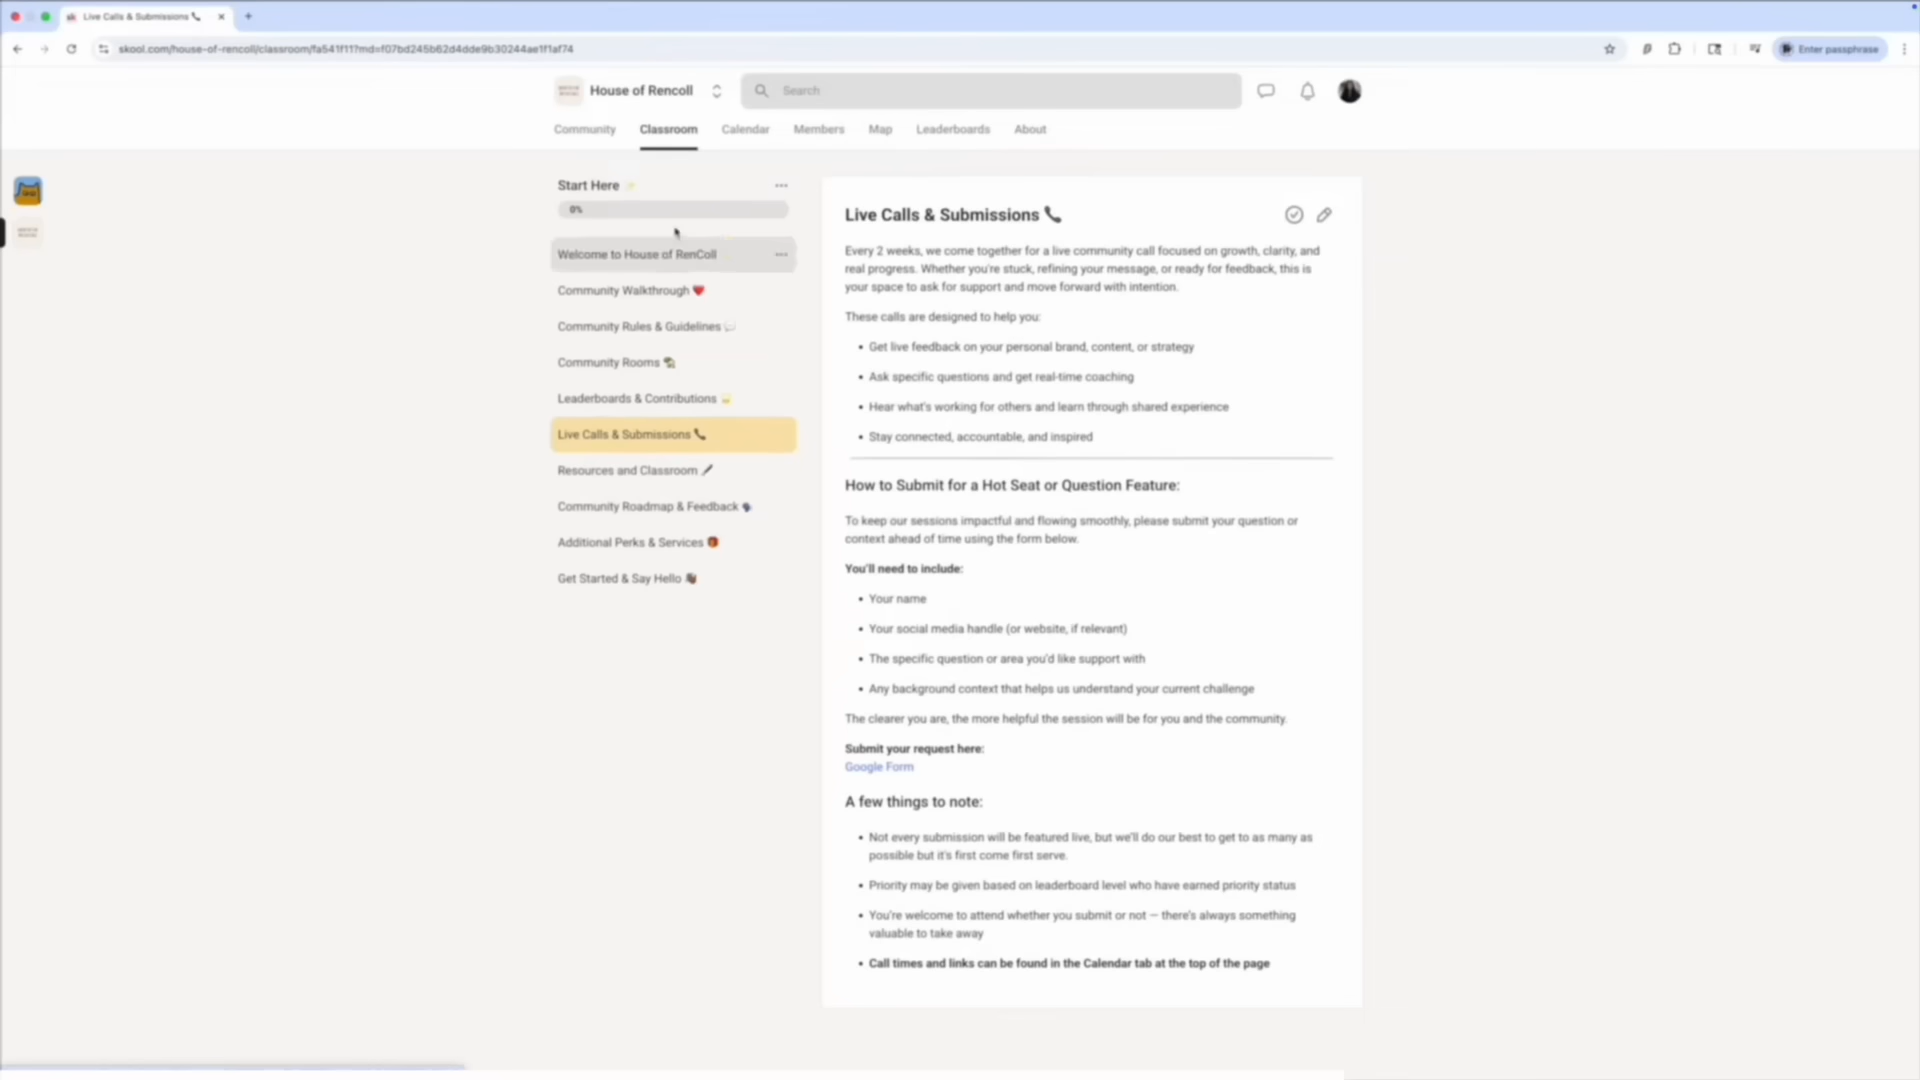 Live Calls & Submissions 📞
skool.com/house-of-rencoll/classroom/fa541f11?md=f07bd245b62d4dde9b30244ae1f1af74
Enter passphrase
House of Rencoll
Search
Community
Classroom
Calendar
Members
Map
Leaderboards
About
Start Here
0%
Welcome to House of RenColl
Community Walkthrough ❤️
Community Rules & Guidelines
Community Rooms
Leaderboards & Contributions
Live Calls & Submissions 📞
Resources and Classroom
Community Roadmap & Feedback
Additional Perks & Services
Get Started & Say Hello
Live Calls & Submissions 📞
Every 2 weeks, we come together for a live community call focused on growth, clarity, and
real progress. Whether you're stuck, refining your message, or ready for feedback, this is
your space to ask for support and move forward with intention.
These calls are designed to help you:
• Get live feedback on your personal brand, content, or strategy
• Ask specific questions and get real-time coaching
• Hear what's working for others and learn through shared experience
• Stay connected, accountable, and inspired
How to Submit for a Hot Seat or Question Feature:
To keep our sessions impactful and flowing smoothly, please submit your question or
context ahead of time using the form below.
You'll need to include:
• Your name
• Your social media handle (or website, if relevant)
• The specific question or area you'd like support with
• Any background context that helps us understand your current challenge
The clearer you are, the more helpful the session will be for you and the community.
Submit your request here:
Google Form
A few things to note:
• Not every submission will be featured live, but we'll do our best to get to as many as
possible but it's first come first serve.
• Priority may be given based on leaderboard level who have earned priority status
• You're welcome to attend whether you submit or not — there's always something
valuable to take away
• Call times and links can be found in the Calendar tab at the top of the page